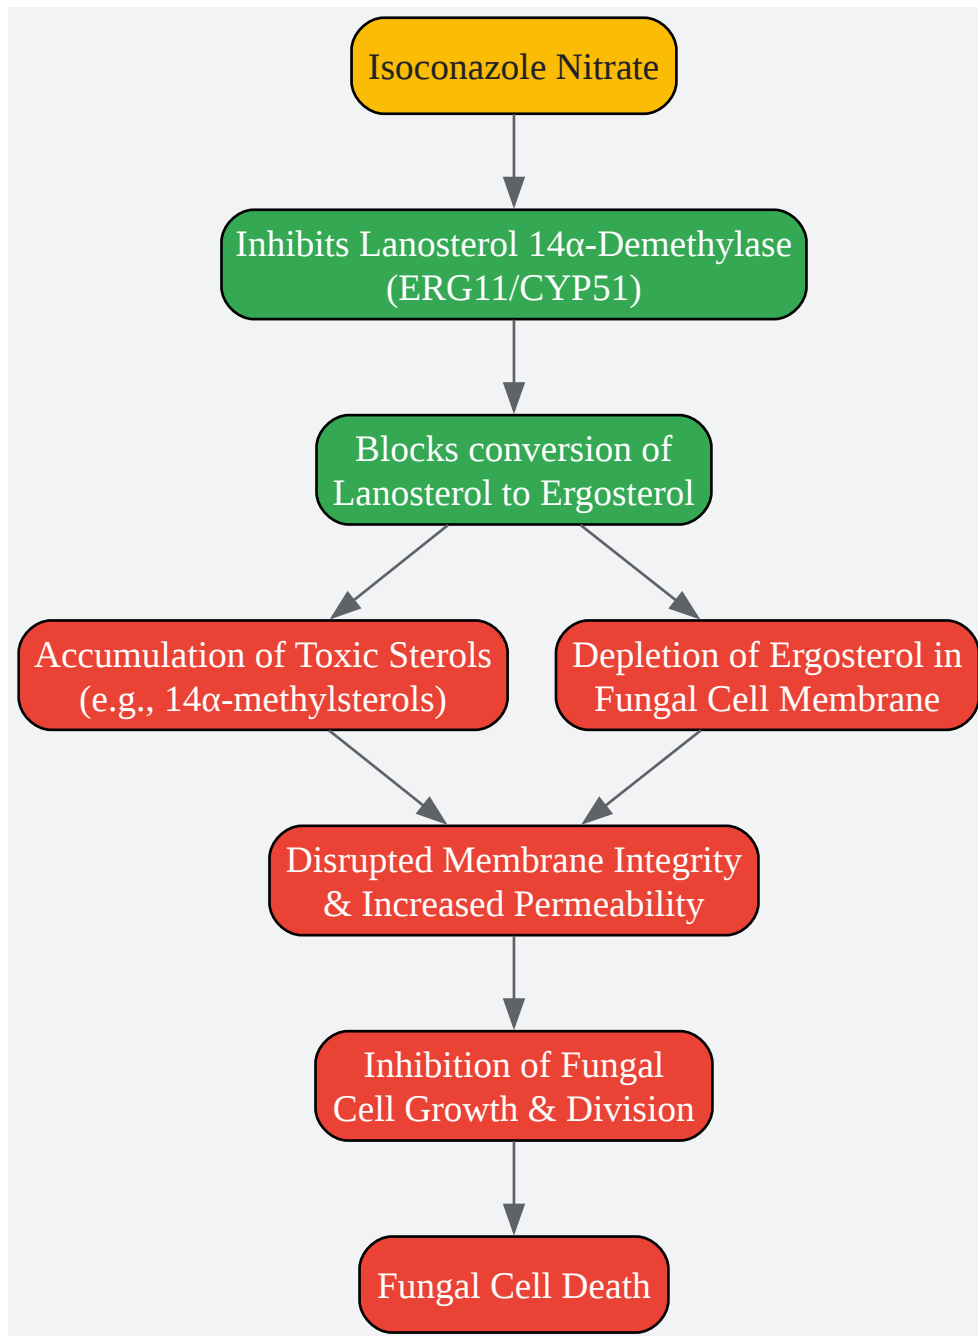 Isoconazole Nitrate
Inhibits Lanosterol 14α-Demethylase
(ERG11/CYP51)
Blocks conversion of
Lanosterol to Ergosterol
Accumulation of Toxic Sterols
(e.g., 14α-methylsterols)
Depletion of Ergosterol in
Fungal Cell Membrane
Disrupted Membrane Integrity
& Increased Permeability
Inhibition of Fungal
Cell Growth & Division
Fungal Cell Death